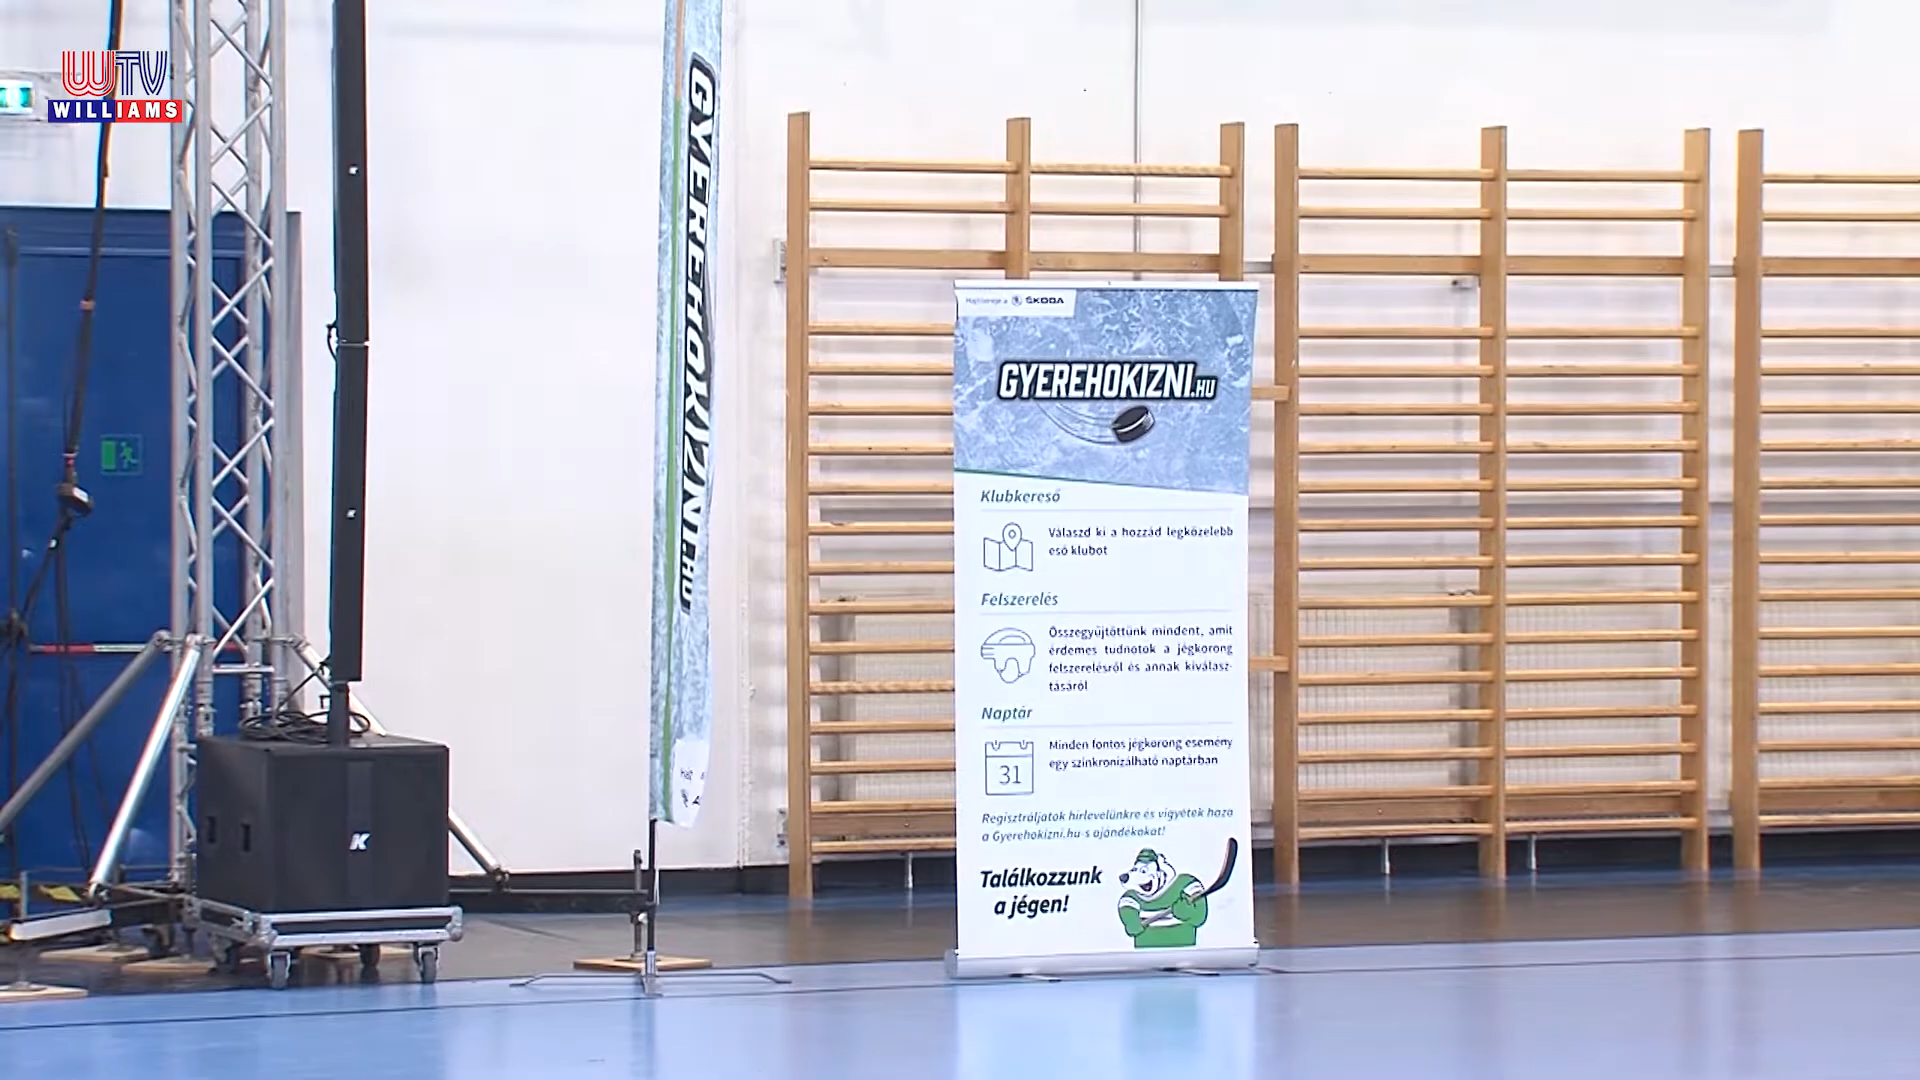 WTV
WILLIAMS
GYEREHOKIZNI.HU
ŠKODA
GYEREHOKIZNI.HU
Klubkereső
Válaszd ki a hozzád legközelebb
eső klubot
Felszerelés
Összegyűjtöttünk mindent, amit
érdemes tudnotok a jégkorong
felszerelésről és annak kiválasz-
tásáról
Naptár
Minden fontos jégkorong esemény
egy szinkronizálható naptárban
31
Regisztráljatok hírlevelünkre és vigyétek haza
a Gyerehokizni.hu-s ajándékokat!
Találkozzunk
a jégen!
K